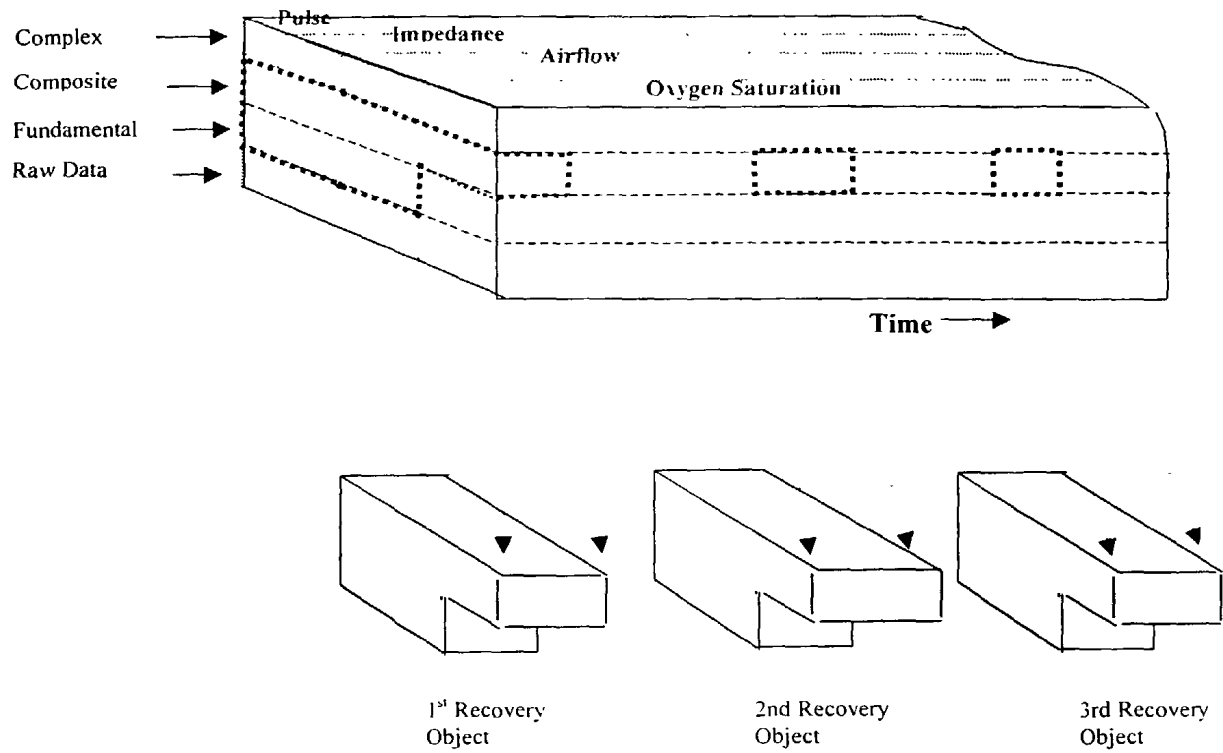 Pulse
Complex
Impedance
Airflow
Composite
Oxygen Saturation
Fundamental
Raw Data
Time
1st Recovery
Object
2nd Recovery
Object
3rd Recovery
Object